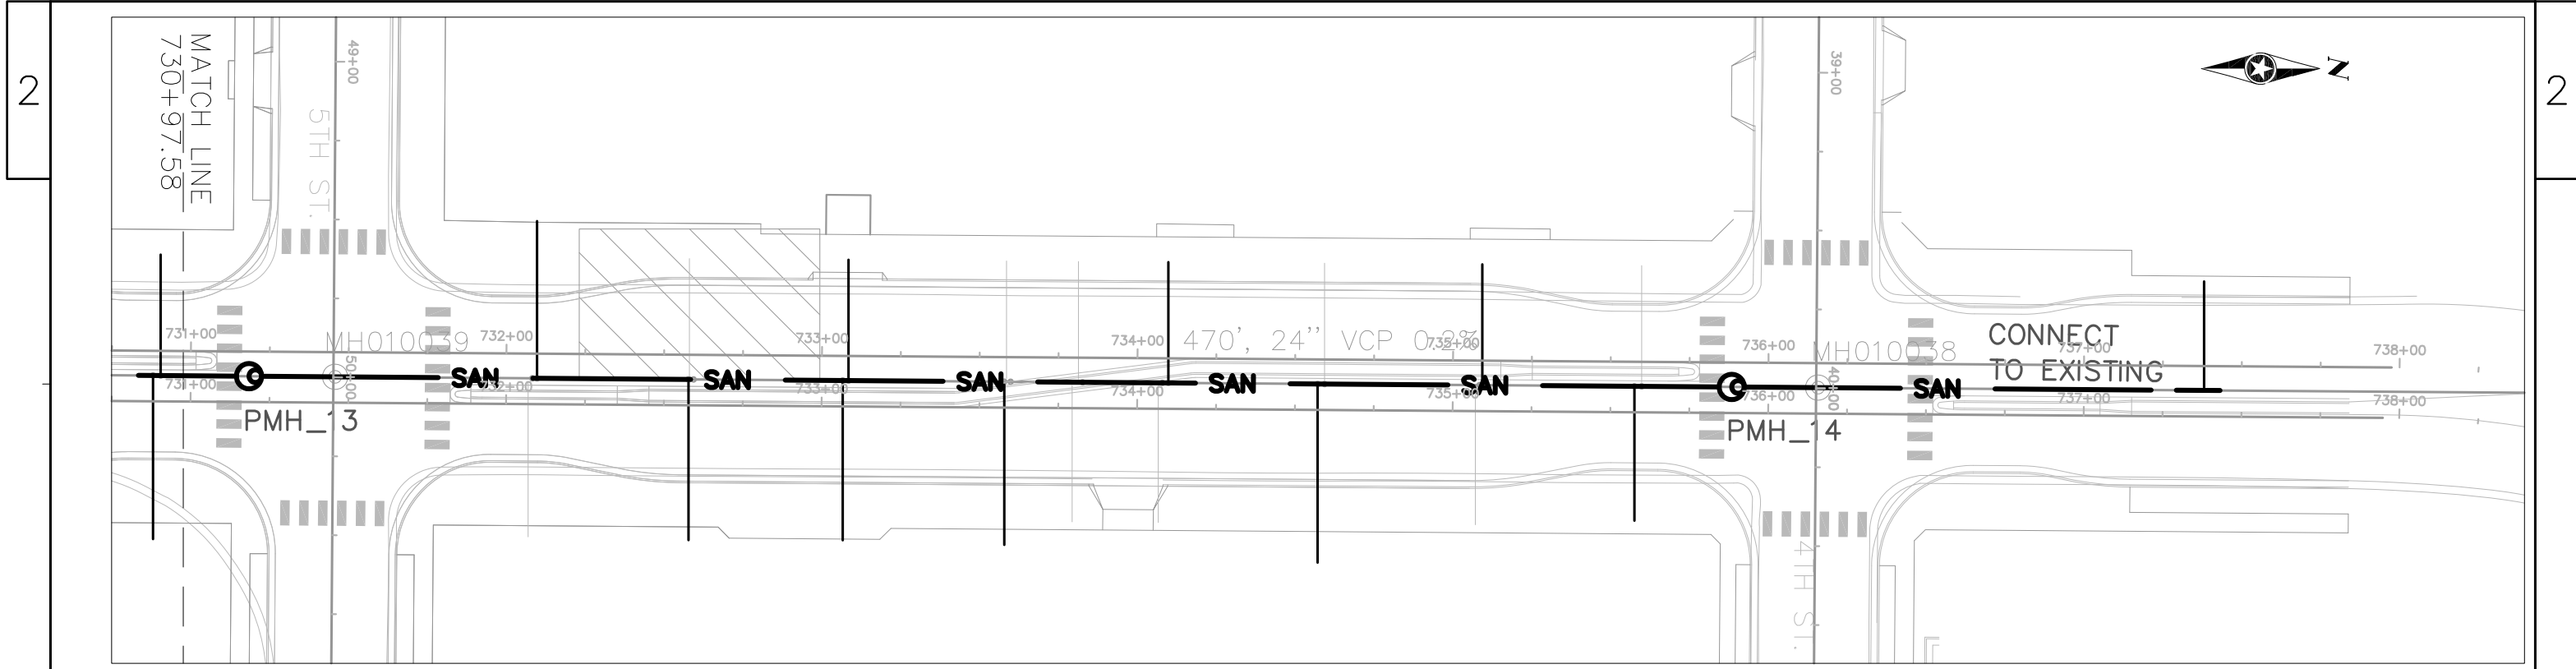 2
2
MATCH LINE
730+97.58
49+00
39+00
N
5TH ST.
731+00
MH010039
732+00
733+00
734+00
470', 24'' VCP 0.2%
735+00
736+00
MH010038
CONNECT
TO EXISTING
737+00
738+00
731+00
50+00
SAN
732+00
SAN
733+00
SAN
734+00
SAN
735+00
SAN
736+00
40+00
SAN
737+00
738+00
PMH_13
PMH_14
4TH ST.